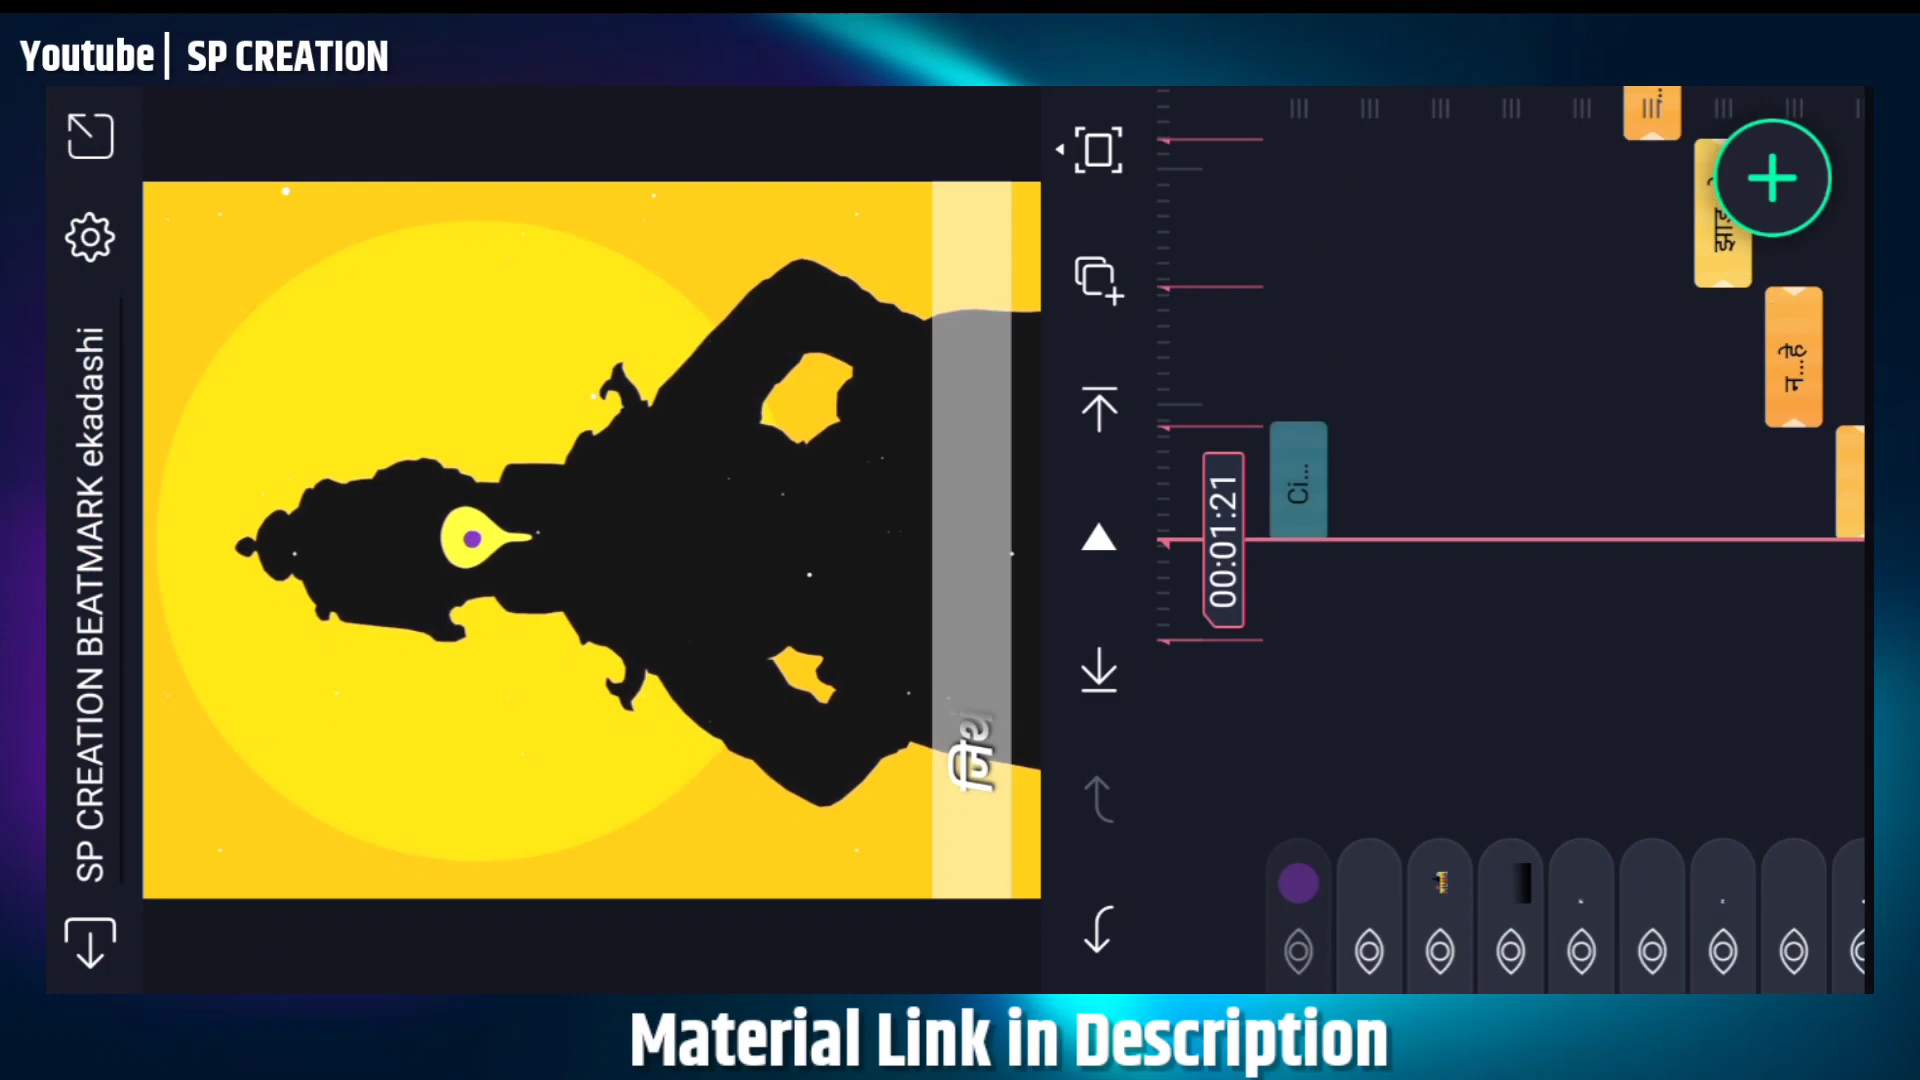 Youtube| SP CREATION
SP CREATION BEATMARK ekadashi
00:01:21
Ci...
न...हे
Material Link in Description